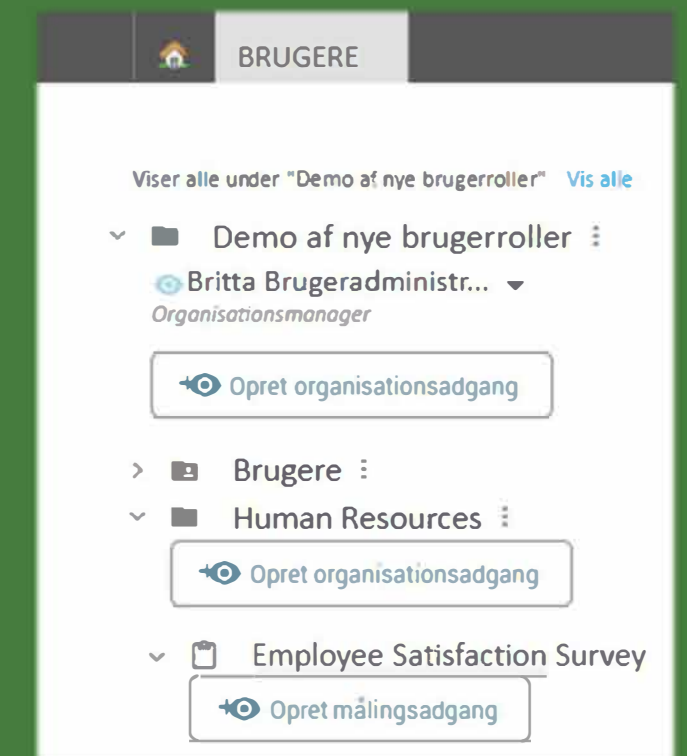 BRUGERE
Viser alle under "Demo af nye brugerroller" Vis alle
Demo af nye brugerroller
Britta Brugeradministr...
Organisationsmanager
Opret organisationsadgang
Brugere
Human Resources
Opret organisationsadgang
Employee Satisfaction Survey
Opret målingsadgang